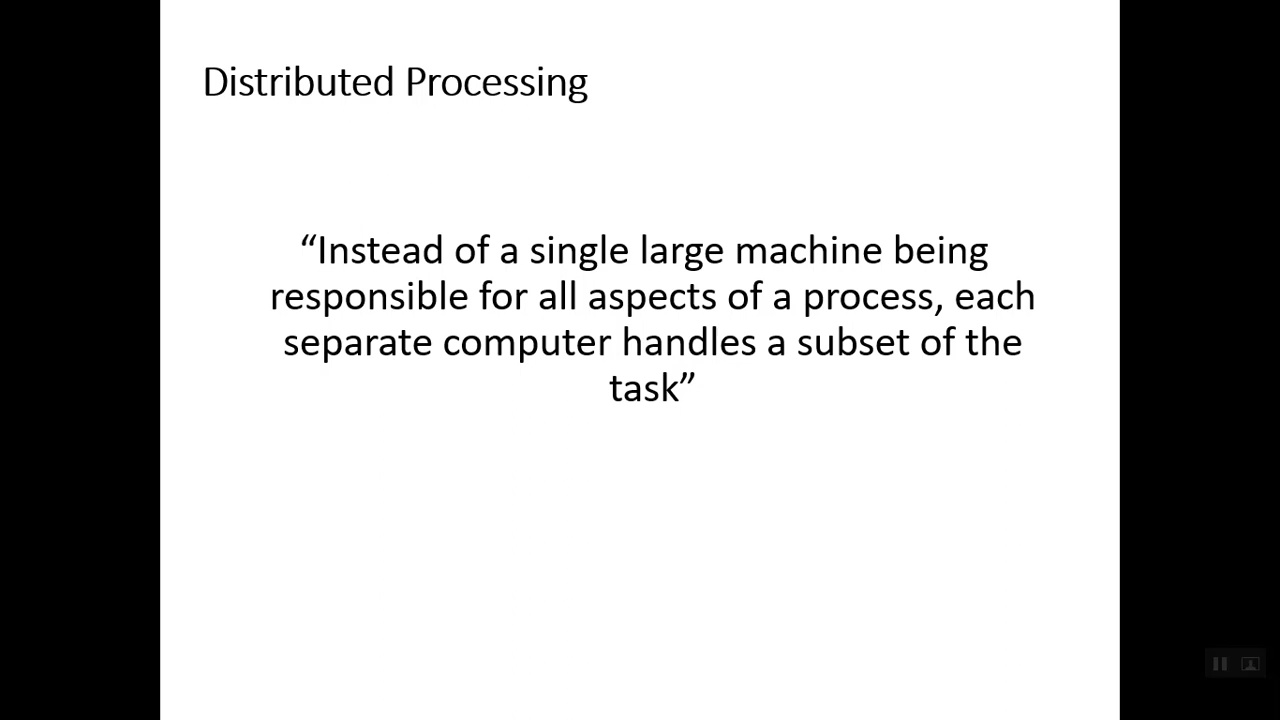 Distributed Processing
“Instead of a single large machine being
responsible for all aspects of a process, each
separate computer handles a subset of the
task”